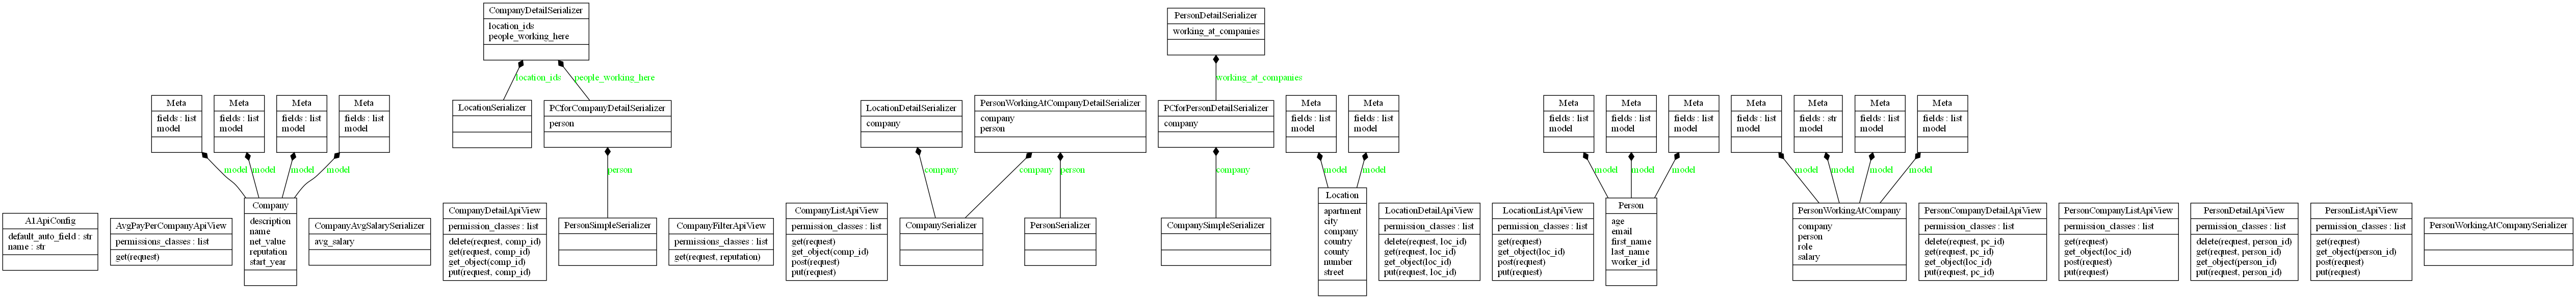 CompanyDetailSerializer
location_ids
people_working_here
PersonDetailSerializer
working_at_companies
location_ids
people_working_here
working_at_companies
Meta
fields : list
model
Meta
fields : list
model
Meta
fields : list
model
Meta
fields : list
model
LocationSerializer
PCforCompanyDetailSerializer
person
LocationDetailSerializer
company
PersonWorkingAtCompanyDetailSerializer
company
person
PCforPersonDetailSerializer
company
Meta
fields : list
model
Meta
fields : list
model
Meta
fields : list
model
Meta
fields : list
model
Meta
fields : list
model
Meta
fields : list
model
Meta
fields : str
model
Meta
fields : list
model
Meta
fields : list
model
model
model
model
model
person
company
company
person
company
model
model
model
model
model
model
model
model
model
A1ApiConfig
default_auto_field : str
name : str
AvgPayPerCompanyApiView
permissions_classes : list
get(request)
Company
description
name
net_value
reputation
start_year
CompanyAvgSalarySerializer
avg_salary
CompanyDetailApiView
permission_classes : list
delete(request, comp_id)
get(request, comp_id)
get_object(comp_id)
put(request, comp_id)
PersonSimpleSerializer
CompanyFilterApiView
permissions_classes : list
get(request, reputation)
CompanyListApiView
permission_classes : list
get(request)
get_object(comp_id)
post(request)
put(request)
CompanySerializer
PersonSerializer
CompanySimpleSerializer
Location
apartment
city
company
country
county
number
street
LocationDetailApiView
permission_classes : list
delete(request, loc_id)
get(request, loc_id)
get_object(loc_id)
put(request, loc_id)
LocationListApiView
permission_classes : list
get(request)
get_object(loc_id)
post(request)
put(request)
Person
age
email
first_name
last_name
worker_id
PersonWorkingAtCompany
company
person
role
salary
PersonCompanyDetailApiView
permission_classes : list
delete(request, pc_id)
get(request, pc_id)
get_object(loc_id)
put(request, pc_id)
PersonCompanyListApiView
permission_classes : list
get(request)
get_object(loc_id)
post(request)
put(request)
PersonDetailApiView
permission_classes : list
delete(request, person_id)
get(request, person_id)
get_object(person_id)
put(request, person_id)
PersonListApiView
permission_classes : list
get(request)
get_object(person_id)
post(request)
put(request)
PersonWorkingAtCompanySerializer